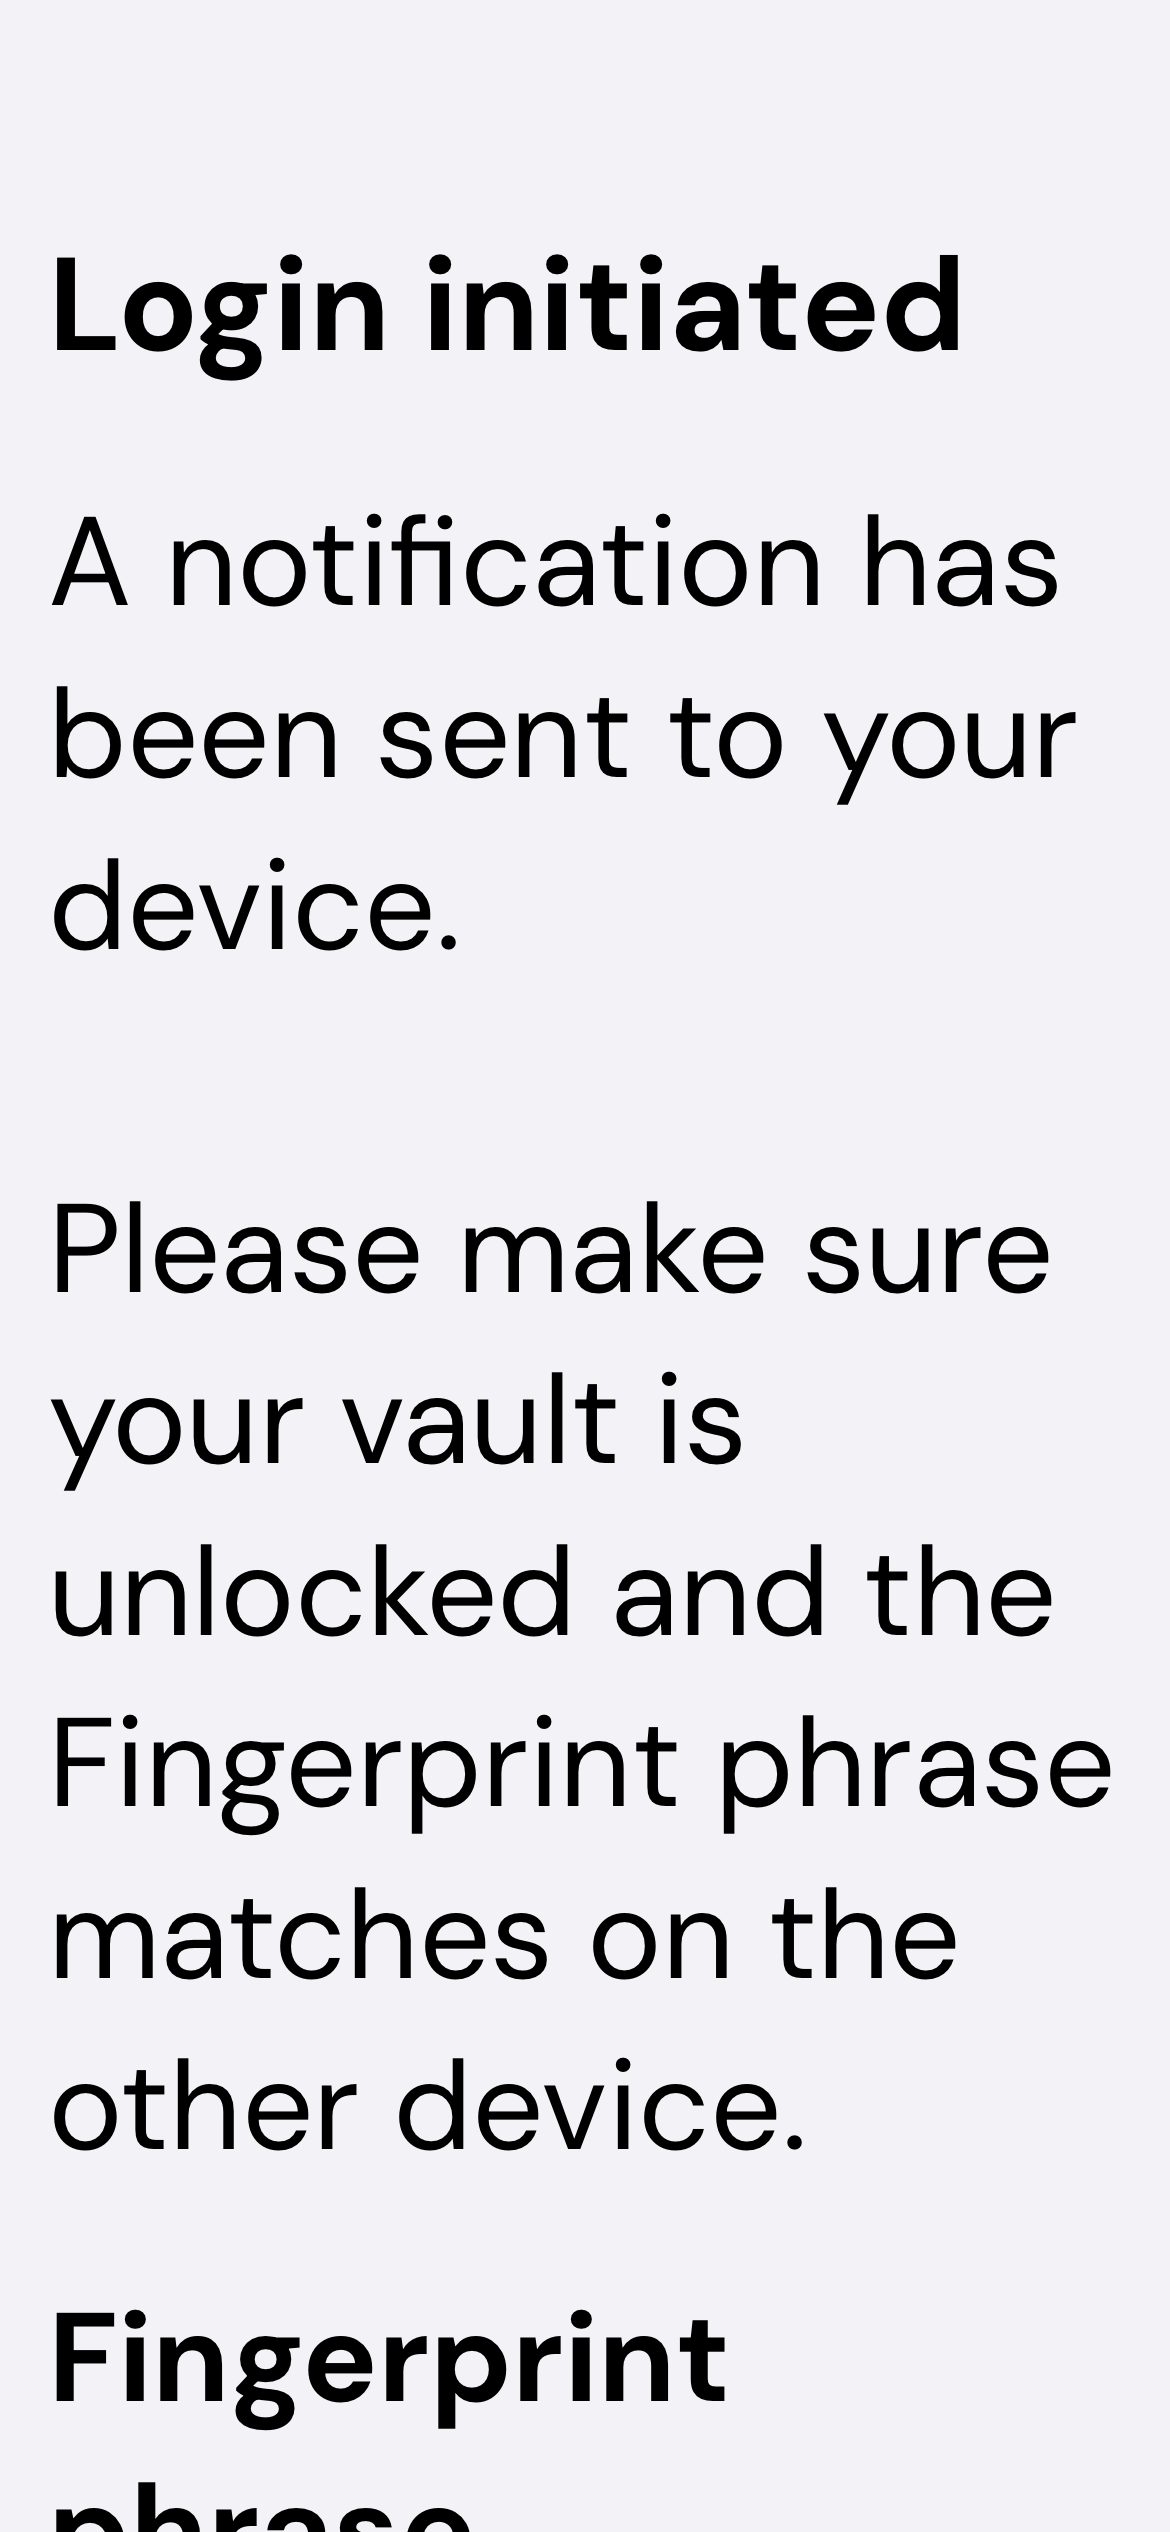 Login initiated
A notification has
been sent to your
device.
Please make sure
your vault is
unlocked and the
Fingerprint phrase
matches on the
other device.
Fingerprint
phrase